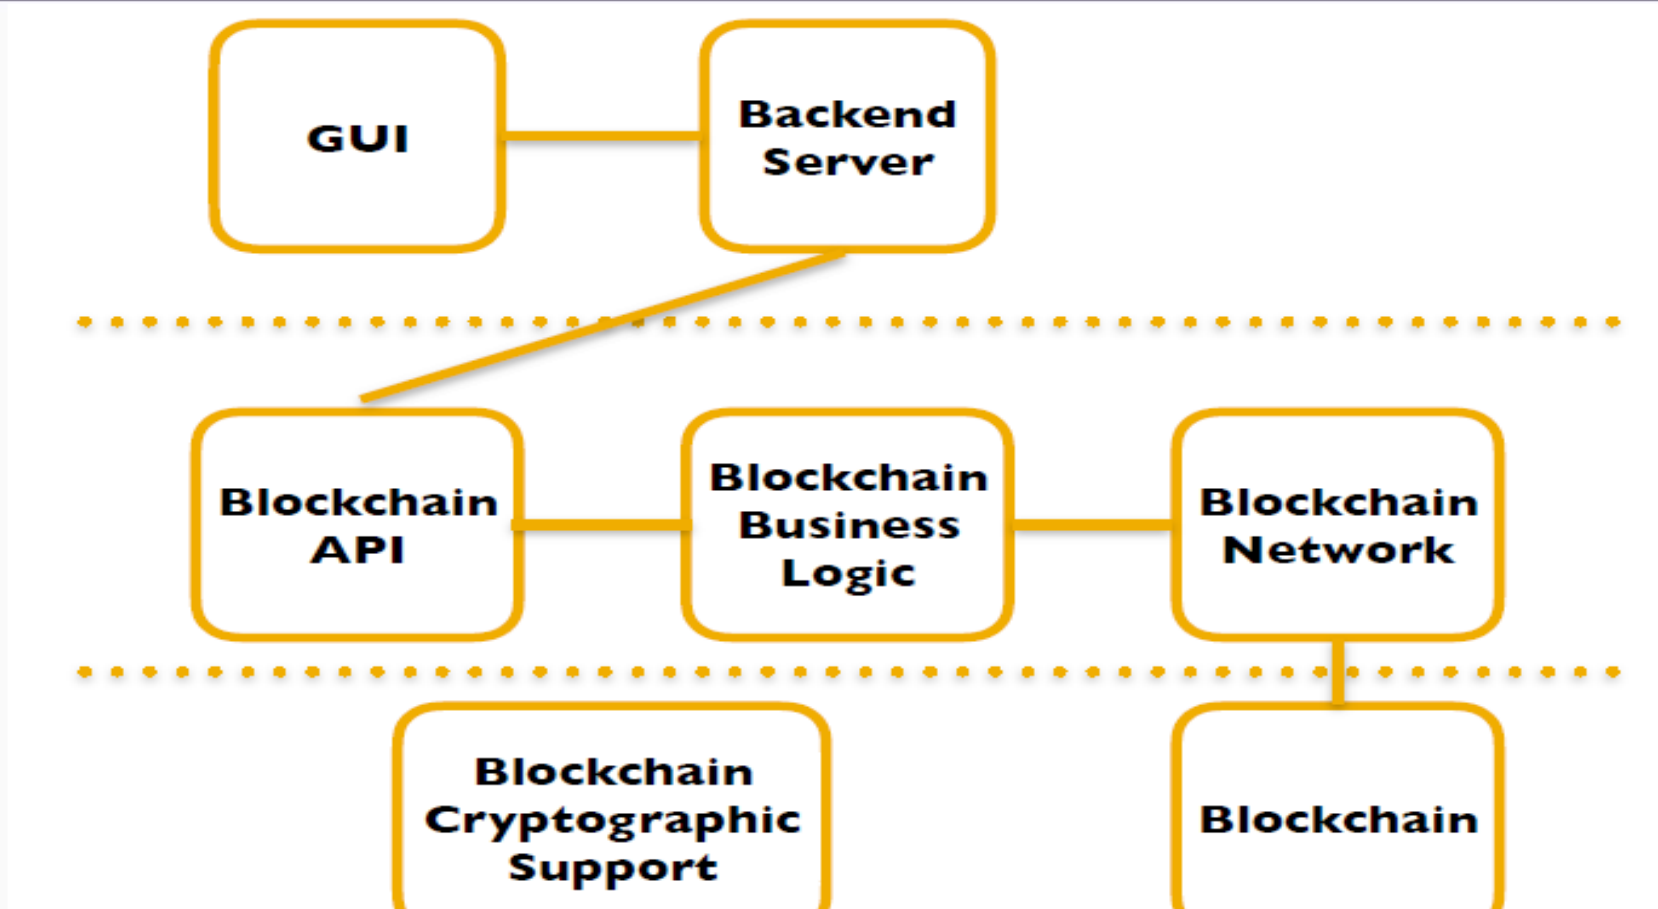 GUI
Backend
Server
Blockchain
API
Blockchain
Business
Logic
Blockchain
Network
Blockchain
Cryptographic
Support
Blockchain